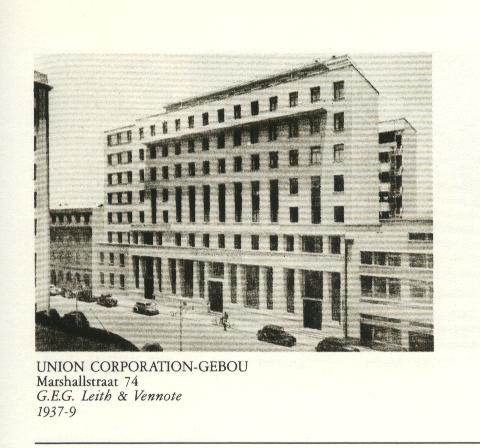 UNION CORPORATION-GEBOU
Marshallstraat 74
G.E.G. Leith & Vennote
1937-9